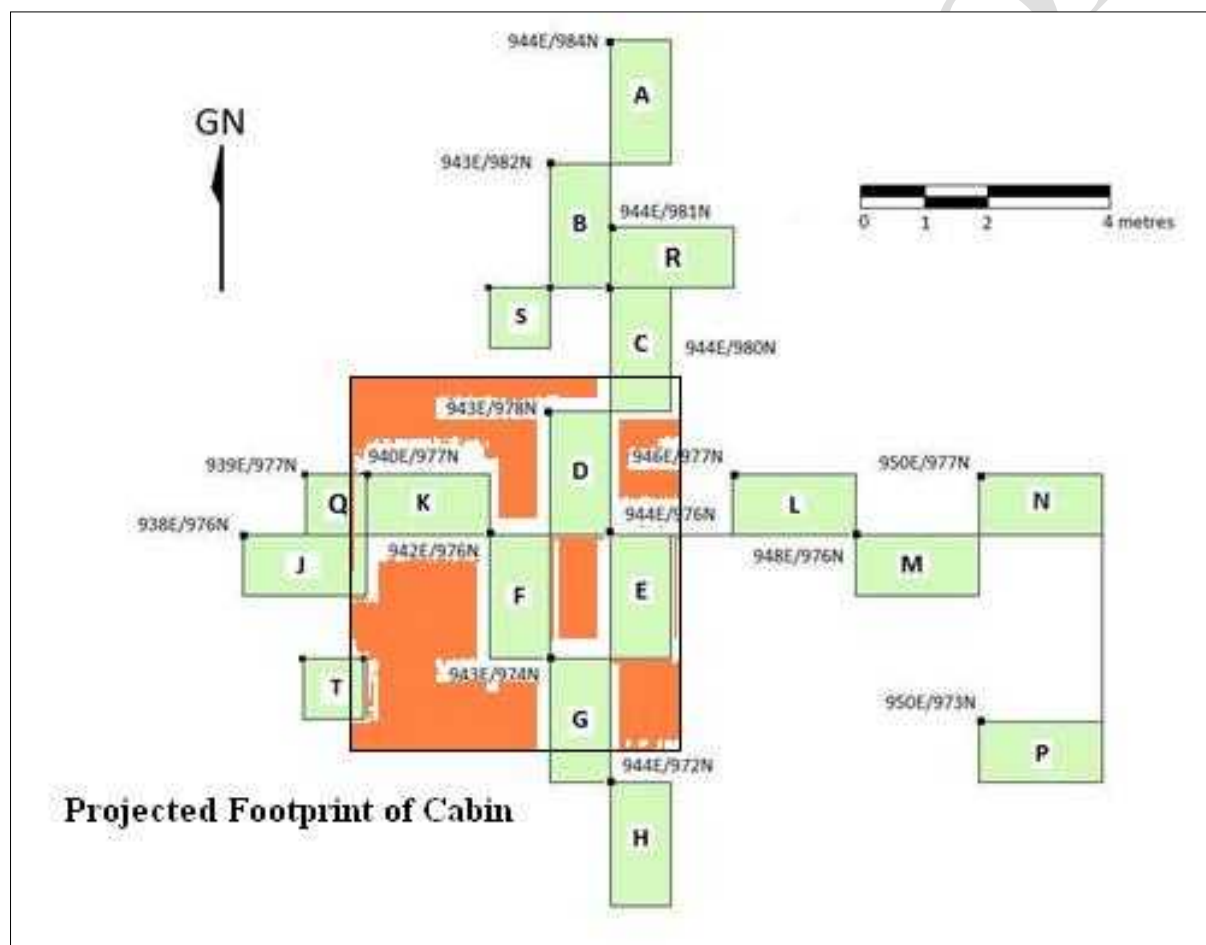 944E/984N
A
GN
943E/982N
B
944E/981N
R
0 1 2 4 metres
S
C
944E/980N
943E/978N
D
939E/977N
940E/977N
946E/977N
950E/977N
Q
K
L
N
938E/976N
944E/976N
J
942E/976N
948E/976N
M
F
E
943E/974N
T
G
950E/973N
P
944E/972N
Projected Footprint of Cabin
H